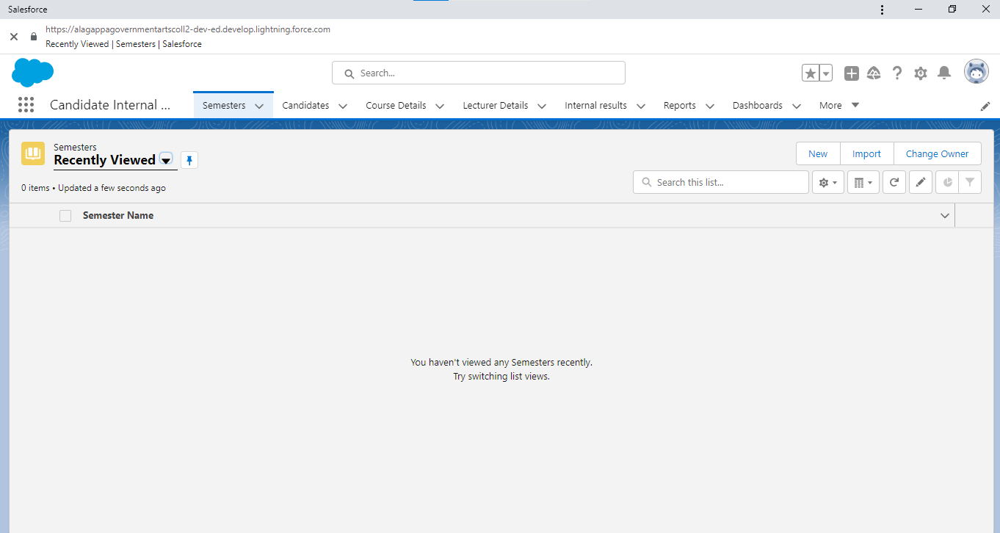 Salesforce
https://alagappagovernmentartscoll2-dev-ed.develop.lightning.force.com
Recently Viewed | Semesters | Salesforce
Search...
Candidate Internal ... Semesters Candidates Course Details Lecturer Details Internal results Reports Dashboards More
Semesters
Recently Viewed
New Import Change Owner
0 items • Updated a few seconds ago
Search this list...
Semester Name
You haven't viewed any Semesters recently.
Try switching list views.